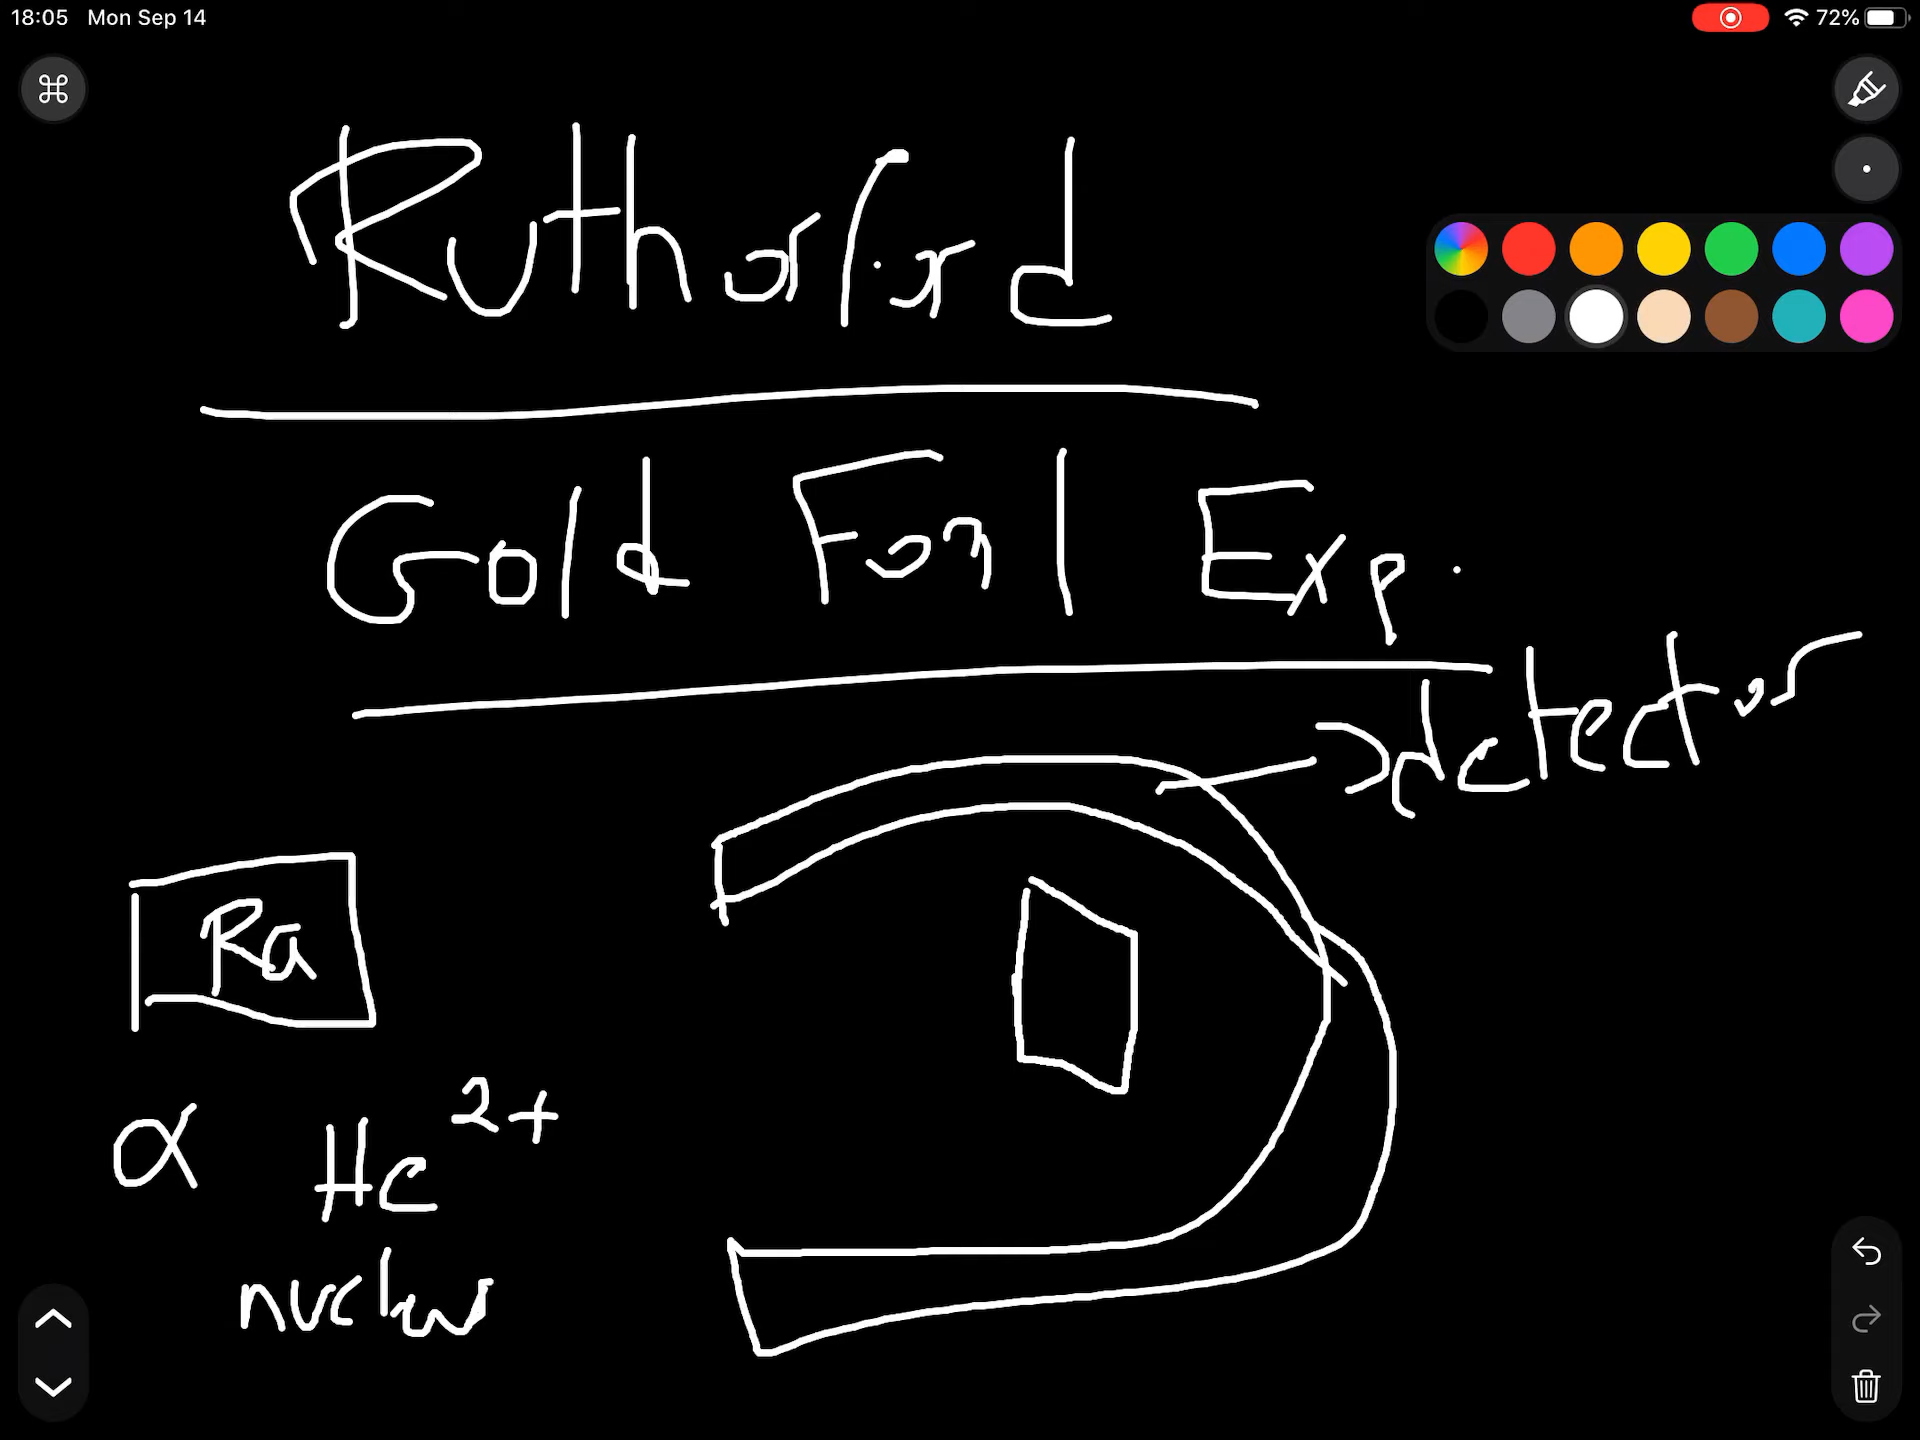 18:05 Mon Sep 14 72%
Rutherford
Gold Foil Exp.
detector
Ra
α He 2+
nucleus